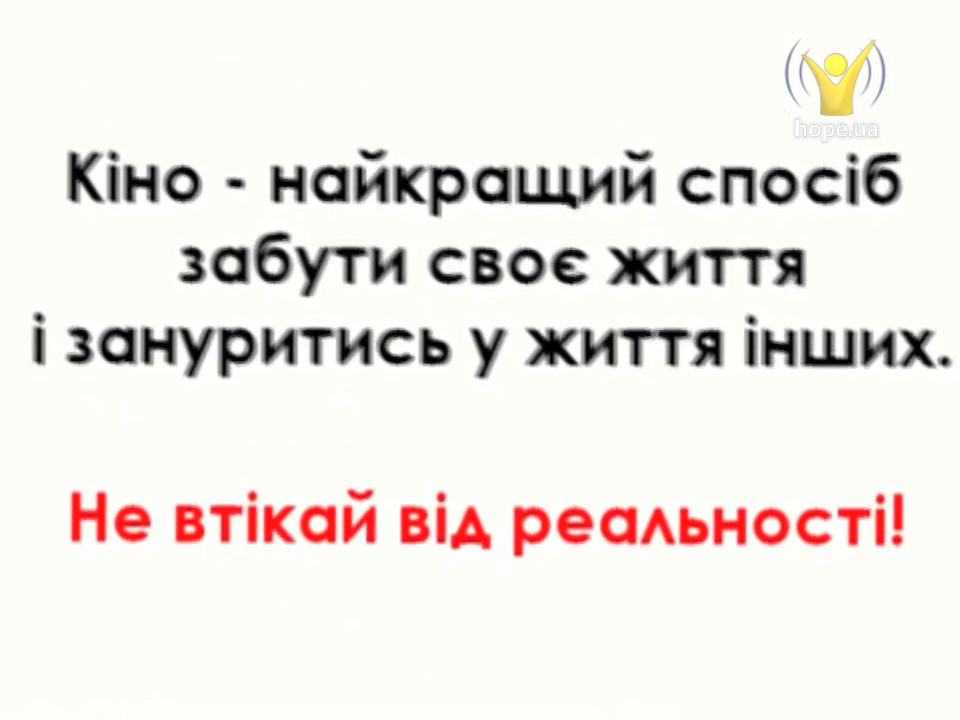 hope.ua
Кіно - найкращий спосіб
забути своє життя
і зануритись у життя інших.
Не втікай від реальності!